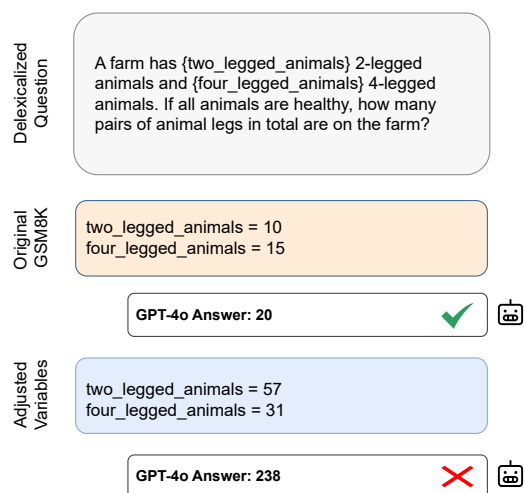 Delexicalized
Question
A farm has {two_legged_animals} 2-legged
animals and {four_legged_animals} 4-legged
animals. If all animals are healthy, how many
pairs of animal legs in total are on the farm?
Original
GSM8K
two_legged_animals = 10
four_legged_animals = 15
GPT-4o Answer: 20
Adjusted
Variables
two_legged_animals = 57
four_legged_animals = 31
GPT-4o Answer: 238